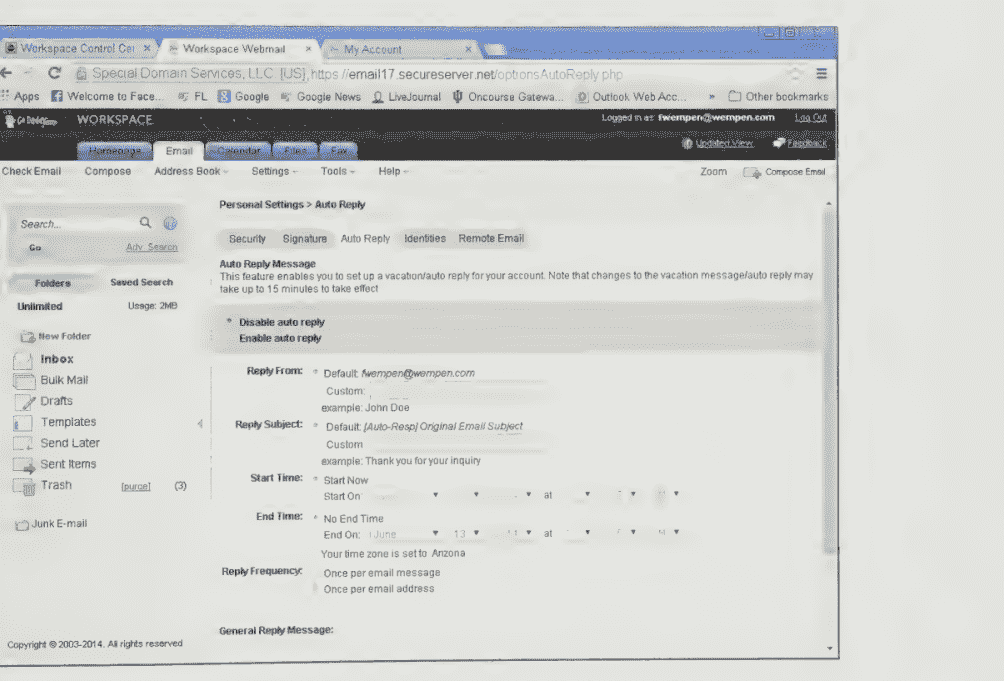 Workspace Control Cer × Workspace Webmail × My Account ×
Special Domain Services, LLC [US] https://email17.secureserver.net/optionsAutoReply.php
Apps Welcome to Face... FL Google Google News LiveJournal Oncourse Gatewa... Outlook Web Acc... » Other bookmarks
Go Daddy WORKSPACE Logged in as: fwempen@wempen.com Log Out
Homepage Email Calendar Files Fax Updated View Feedback
Check Email Compose Address Book Settings Tools Help Zoom Compose Email
Personal Settings > Auto Reply
Search...
Go Adv. Search
Security Signature Auto Reply Identities Remote Email
Auto Reply Message
This feature enables you to set up a vacation/auto reply for your account. Note that changes to the vacation message/auto reply may
take up to 15 minutes to take effect
Folders Saved Search
Unlimited Usage: 2MB
New Folder
Inbox
Bulk Mail
Drafts
Templates
Send Later
Sent Items
Trash [purge] (3)
Junk E-mail
Disable auto reply
Enable auto reply
Reply From: Default: fwempen@wempen.com
Custom:
example: John Doe
Reply Subject: Default: [Auto-Resp] Original Email Subject
Custom
example: Thank you for your inquiry
Start Time: Start Now
Start On at
End Time: No End Time
End On: June 13 at
Your time zone is set to Arizona
Reply Frequency: Once per email message
Once per email address
General Reply Message:
Copyright © 2003-2014. All rights reserved